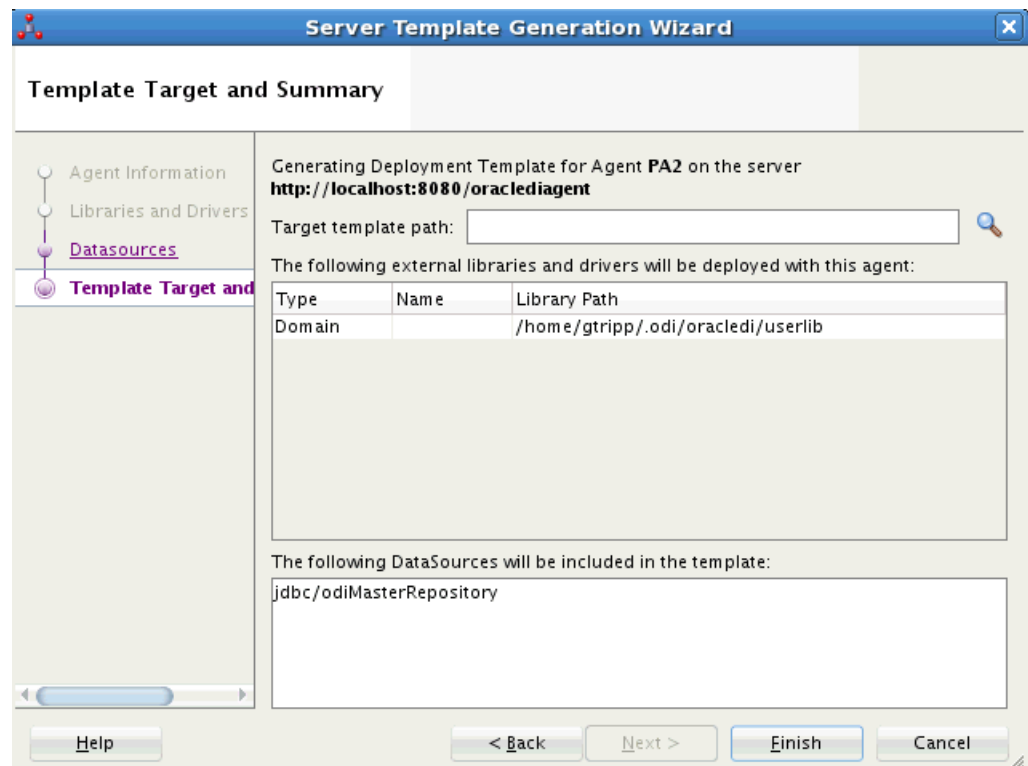 Server Template Generation Wizard
Template Target and Summary
Agent Information
Libraries and Drivers
Datasources
Template Target and
Generating Deployment Template for Agent PA2 on the server
http://localhost:8080/oraclediagent
Target template path:
The following external libraries and drivers will be deployed with this agent:
Type Name Library Path
Domain /home/gtripp/.odi/oracledi/userlib
The following DataSources will be included in the template:
jdbc/odiMasterRepository
Help < Back Next > Finish Cancel